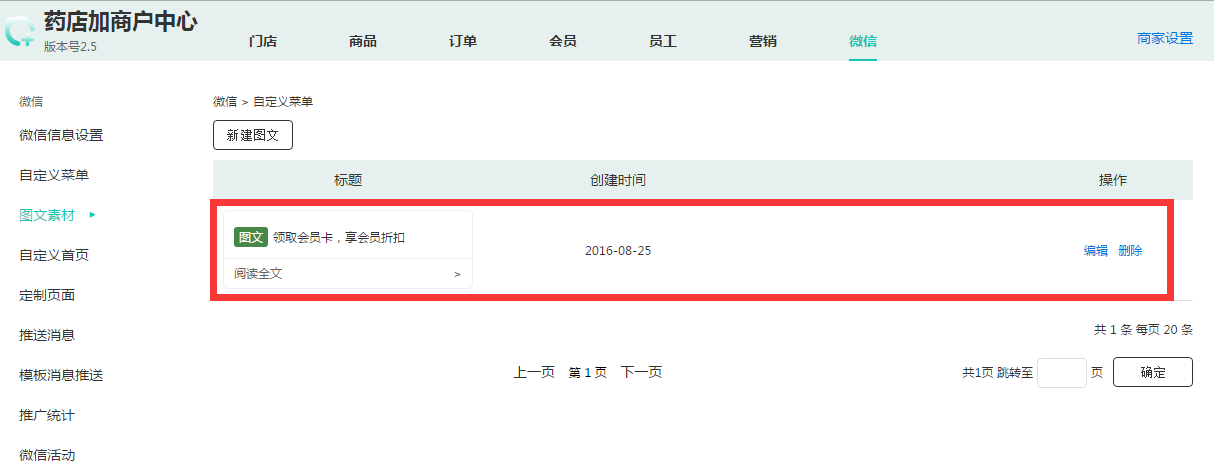 药店加商户中心
版本号2.5
门店 商品 订单 会员 员工 营销 微信 商家设置
微信
微信信息设置
自定义菜单
图文素材
自定义首页
定制页面
推送消息
模板消息推送
推广统计
微信活动
微信 > 自定义菜单
新建图文
标题 创建时间 操作
图文 领取会员卡，享会员折扣
阅读全文 >
2016-08-25
编辑 删除
共 1 条 每页 20 条
上一页 第 1 页 下一页 共1页 跳转至 页 确定